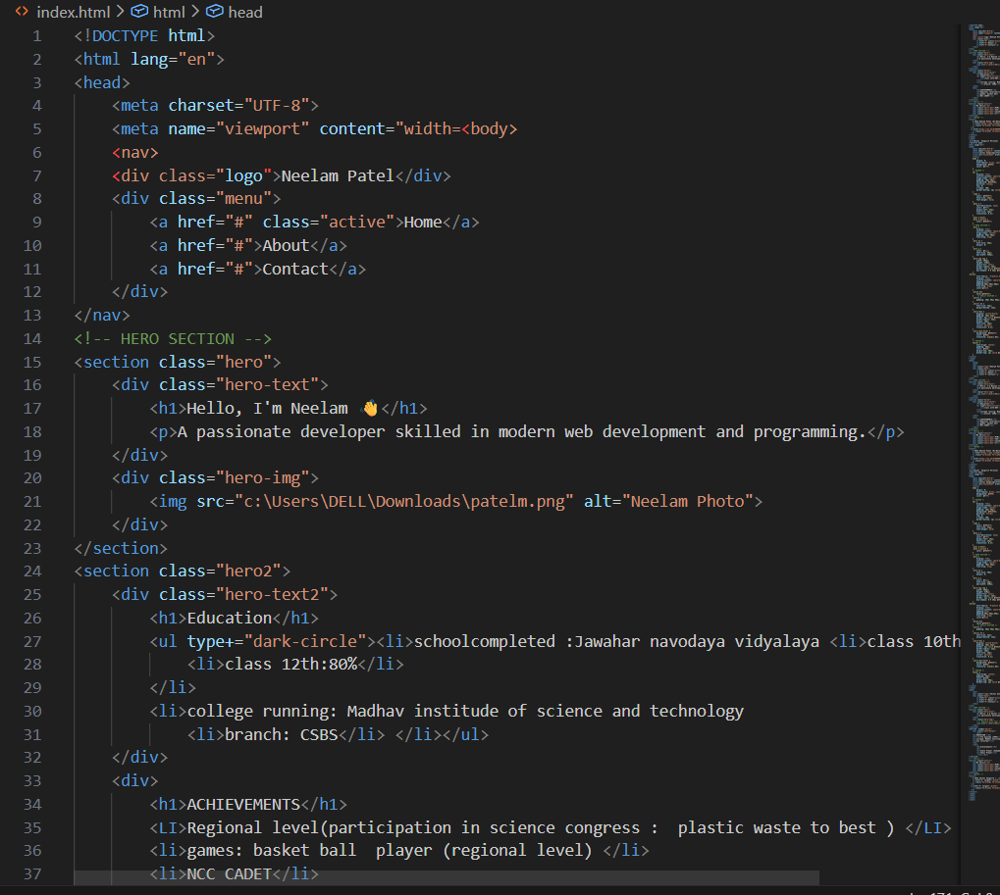 index.html > html > head
1 <!DOCTYPE html>
2 <html lang="en">
3 <head>
4     <meta charset="UTF-8">
5     <meta name="viewport" content="width=<body>
6     <nav>
7     <div class="logo">Neelam Patel</div>
8     <div class="menu">
9         <a href="#" class="active">Home</a>
10         <a href="#">About</a>
11         <a href="#">Contact</a>
12     </div>
13 </nav>
14 <!-- HERO SECTION -->
15 <section class="hero">
16     <div class="hero-text">
17         <h1>Hello, I'm Neelam 👋</h1>
18         <p>A passionate developer skilled in modern web development and programming.</p>
19     </div>
20     <div class="hero-img">
21         <img src="c:\Users\DELL\Downloads\patelm.png" alt="Neelam Photo">
22     </div>
23 </section>
24 <section class="hero2">
25     <div class="hero-text2">
26         <h1>Education</h1>
27         <ul type+="dark-circle"><li>schoolcompleted :Jawahar navodaya vidyalaya <li>class 10th
28             <li>class 12th:80%</li>
29         </li>
30         <li>college running: Madhav institude of science and technology
31             <li>branch: CSBS</li> </li></ul>
32     </div>
33     <div>
34         <h1>ACHIEVEMENTS</h1>
35         <LI>Regional level(participation in science congress :  plastic waste to best ) </LI>
36         <li>games: basket ball  player (regional level) </li>
37         <li>NCC CADET</li>